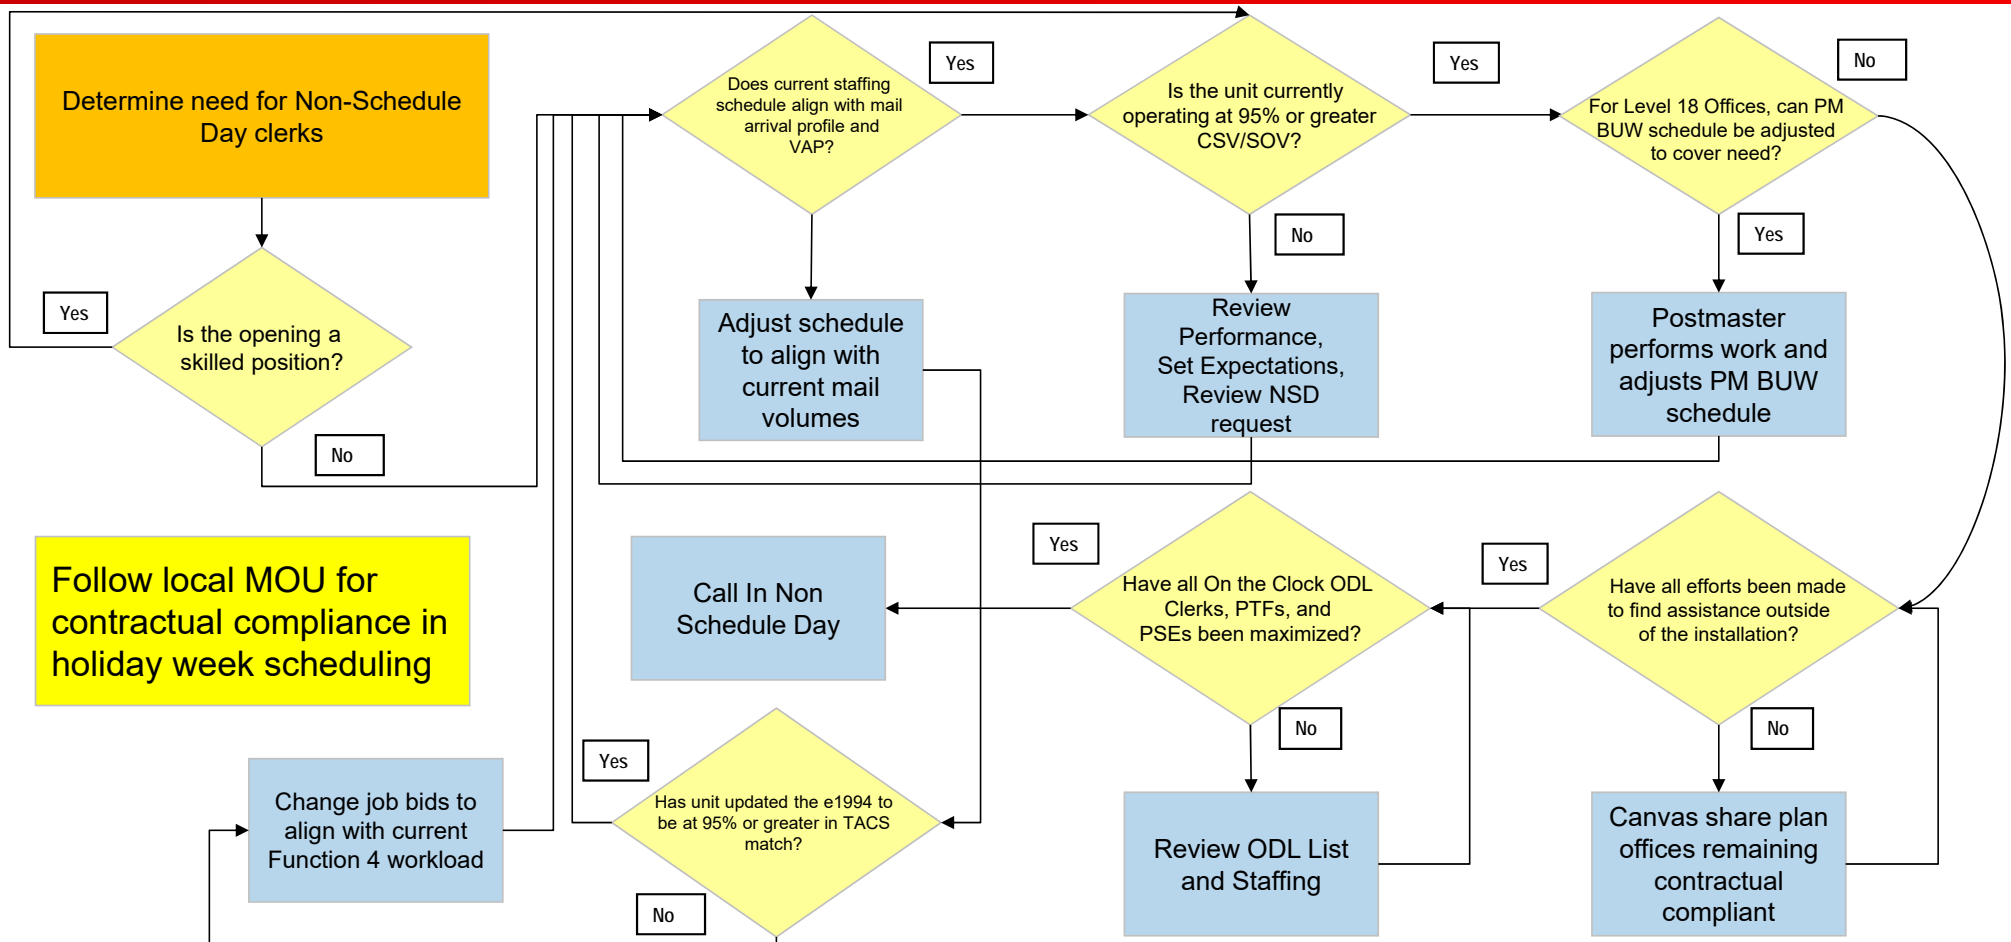 Determine need for Non-Schedule
Day clerks
Does current staffing
schedule align with mail
arrival profile and
VAP?
Yes
Is the unit currently
operating at 95% or greater
CSV/SOV?
Yes
For Level 18 Offices, can PM
BUW schedule be adjusted
to cover need?
No
Yes
Is the opening a
skilled position?
No
Adjust schedule
to align with
current mail
volumes
No
Review
Performance,
Set Expectations,
Review NSD
request
Yes
Postmaster
performs work and
adjusts PM BUW
schedule
Follow local MOU for
contractual compliance in
holiday week scheduling
Call In Non
Schedule Day
Yes
Have all On the Clock ODL
Clerks, PTFs, and
PSEs been maximized?
Yes
Have all efforts been made
to find assistance outside
of the installation?
Change job bids to
align with current
Function 4 workload
Yes
Has unit updated the e1994 to
be at 95% or greater in TACS
match?
No
No
Review ODL List
and Staffing
No
Canvas share plan
offices remaining
contractual
compliant